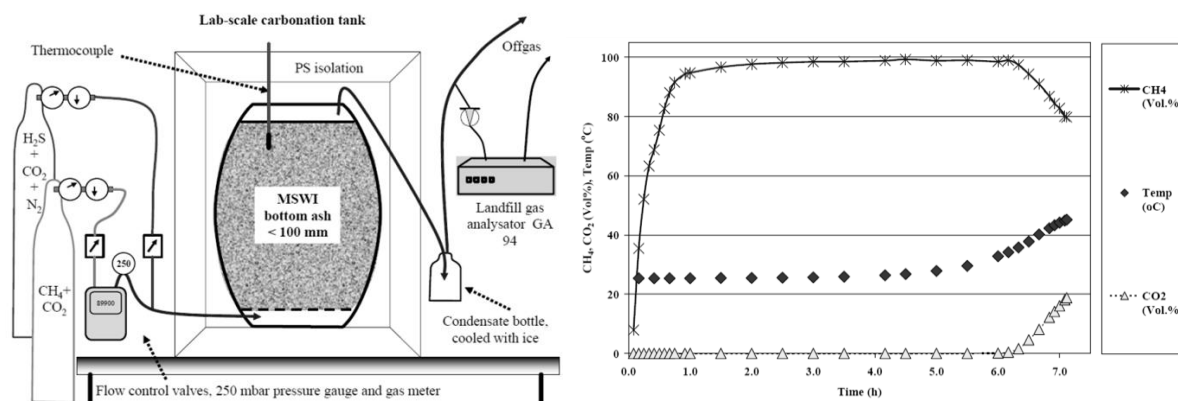 Lab-scale carbonation tank
Thermocouple
PS isolation
Offgas
H2S
+
CO2
+
N2
MSWI
bottom ash
< 100 mm
Landfill gas
analysator GA
94
250
CH4+
CO2
Condensate bottle,
cooled with ice
Flow control valves, 250 mbar pressure gauge and gas meter
CH4, CO2 (Vol%), Temp (°C)
100
80
60
40
20
0
0.0 1.0 2.0 3.0 4.0 5.0 6.0 7.0
Time (h)
CH4
(Vol.%)
Temp
(oC)
CO2
(Vol.%)